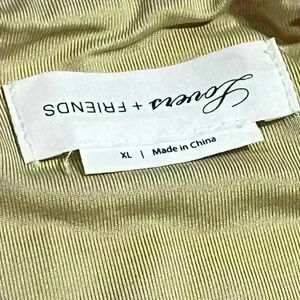 Lovers + FRIENDS
XL | Made in China